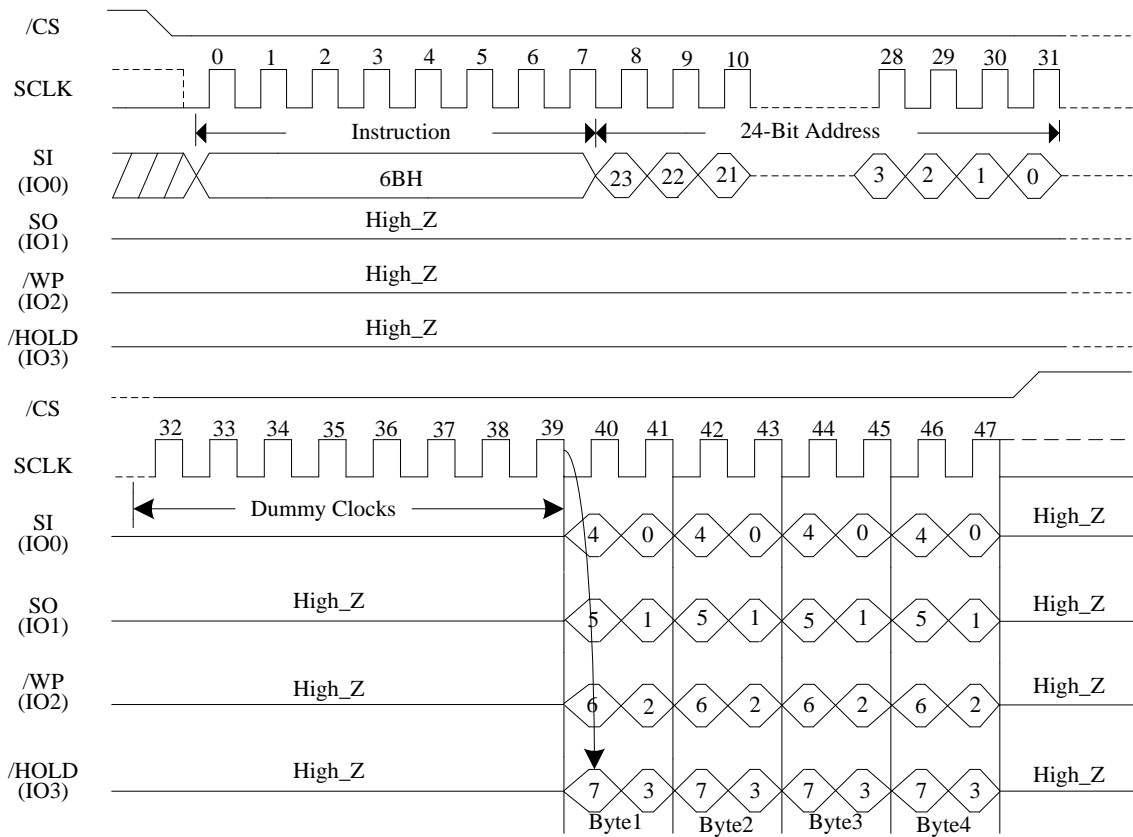 /CS
0 1 2 3 4 5 6 7 8 9 10 28 29 30 31
SCLK
Instruction 24-Bit Address
SI
(IO0)
6BH 23 22 21 3 2 1 0
SO
(IO1)
High_Z
/WP
(IO2)
High_Z
/HOLD
(IO3)
High_Z
/CS
32 33 34 35 36 37 38 39 40 41 42 43 44 45 46 47
SCLK
Dummy Clocks
SI
(IO0)
4 0 4 0 4 0 4 0 High_Z
SO
(IO1)
High_Z 5 1 5 1 5 1 5 1 High_Z
/WP
(IO2)
High_Z 6 2 6 2 6 2 6 2 High_Z
/HOLD
(IO3)
High_Z 7 3 7 3 7 3 7 3 High_Z
Byte1 Byte2 Byte3 Byte4